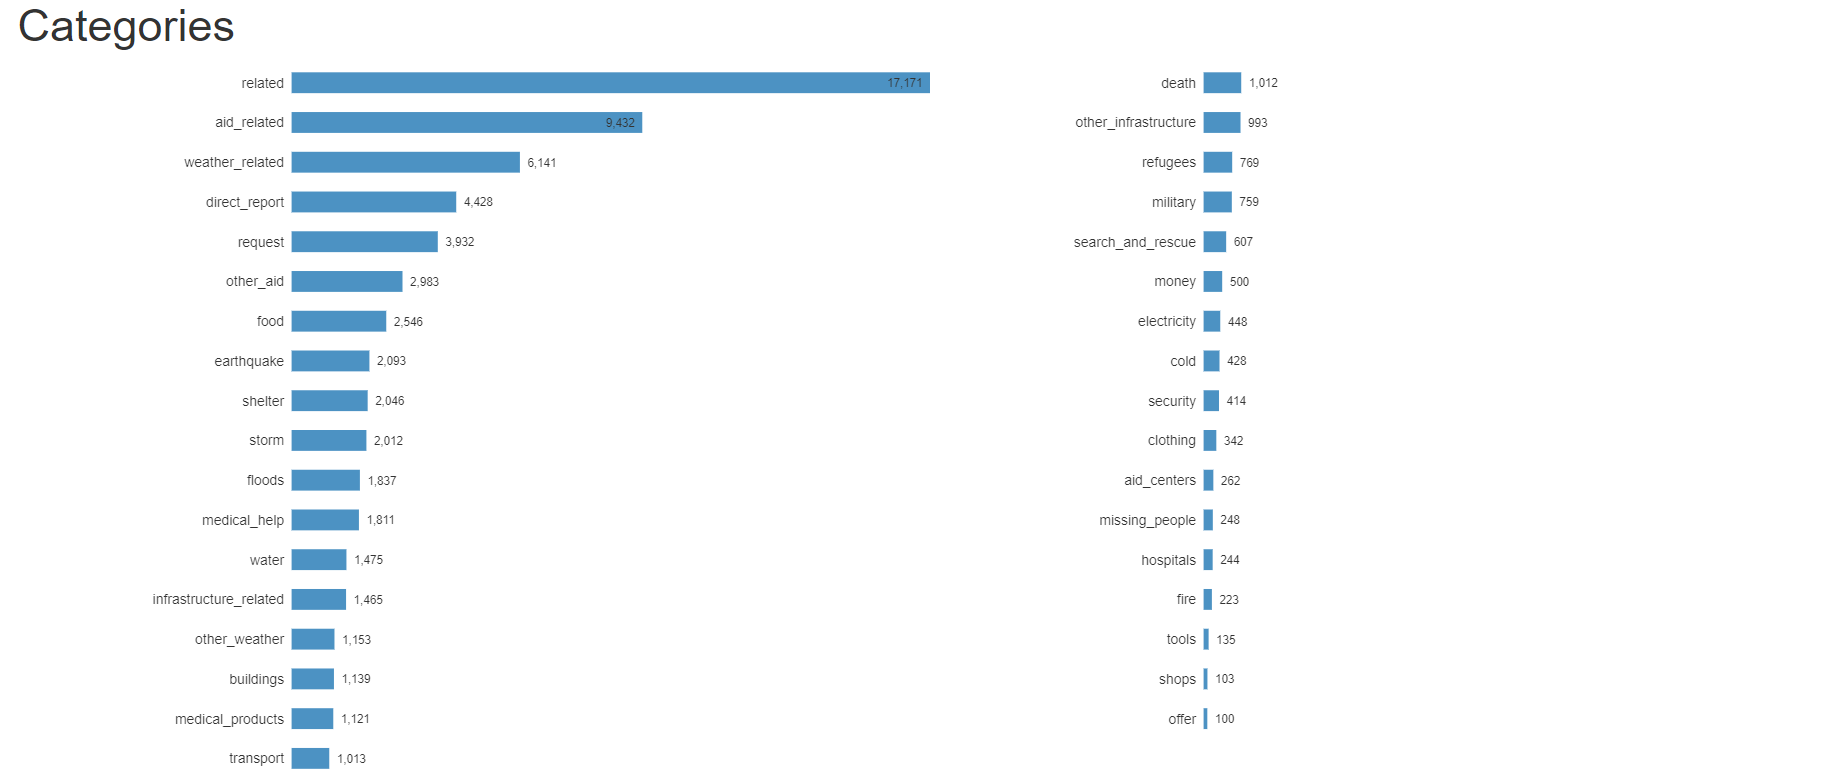 Categories
related 17,171
aid_related 9,432
weather_related 6,141
direct_report 4,428
request 3,932
other_aid 2,983
food 2,546
earthquake 2,093
shelter 2,046
storm 2,012
floods 1,837
medical_help 1,811
water 1,475
infrastructure_related 1,465
other_weather 1,153
buildings 1,139
medical_products 1,121
transport 1,013
death 1,012
other_infrastructure 993
refugees 769
military 759
search_and_rescue 607
money 500
electricity 448
cold 428
security 414
clothing 342
aid_centers 262
missing_people 248
hospitals 244
fire 223
tools 135
shops 103
offer 100